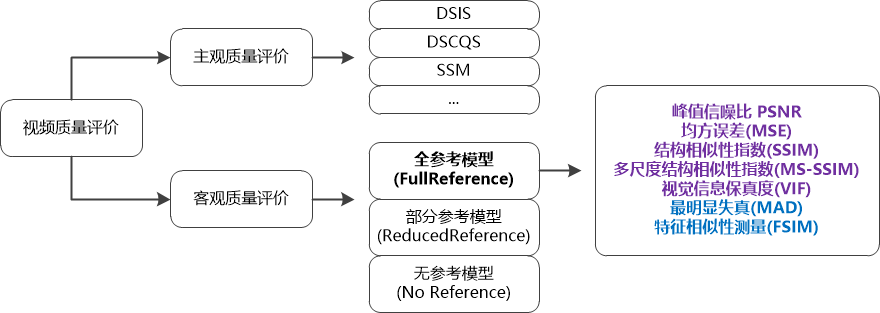 视频质量评价
主观质量评价
DSIS
DSCQS
SSM
...
客观质量评价
全参考模型
(FullReference)
部分参考模型
(ReducedReference)
无参考模型
(No Reference)
峰值信噪比 PSNR
均方误差(MSE)
结构相似性指数(SSIM)
多尺度结构相似性指数(MS-SSIM)
视觉信息保真度(VIF)
最明显失真(MAD)
特征相似性测量(FSIM)